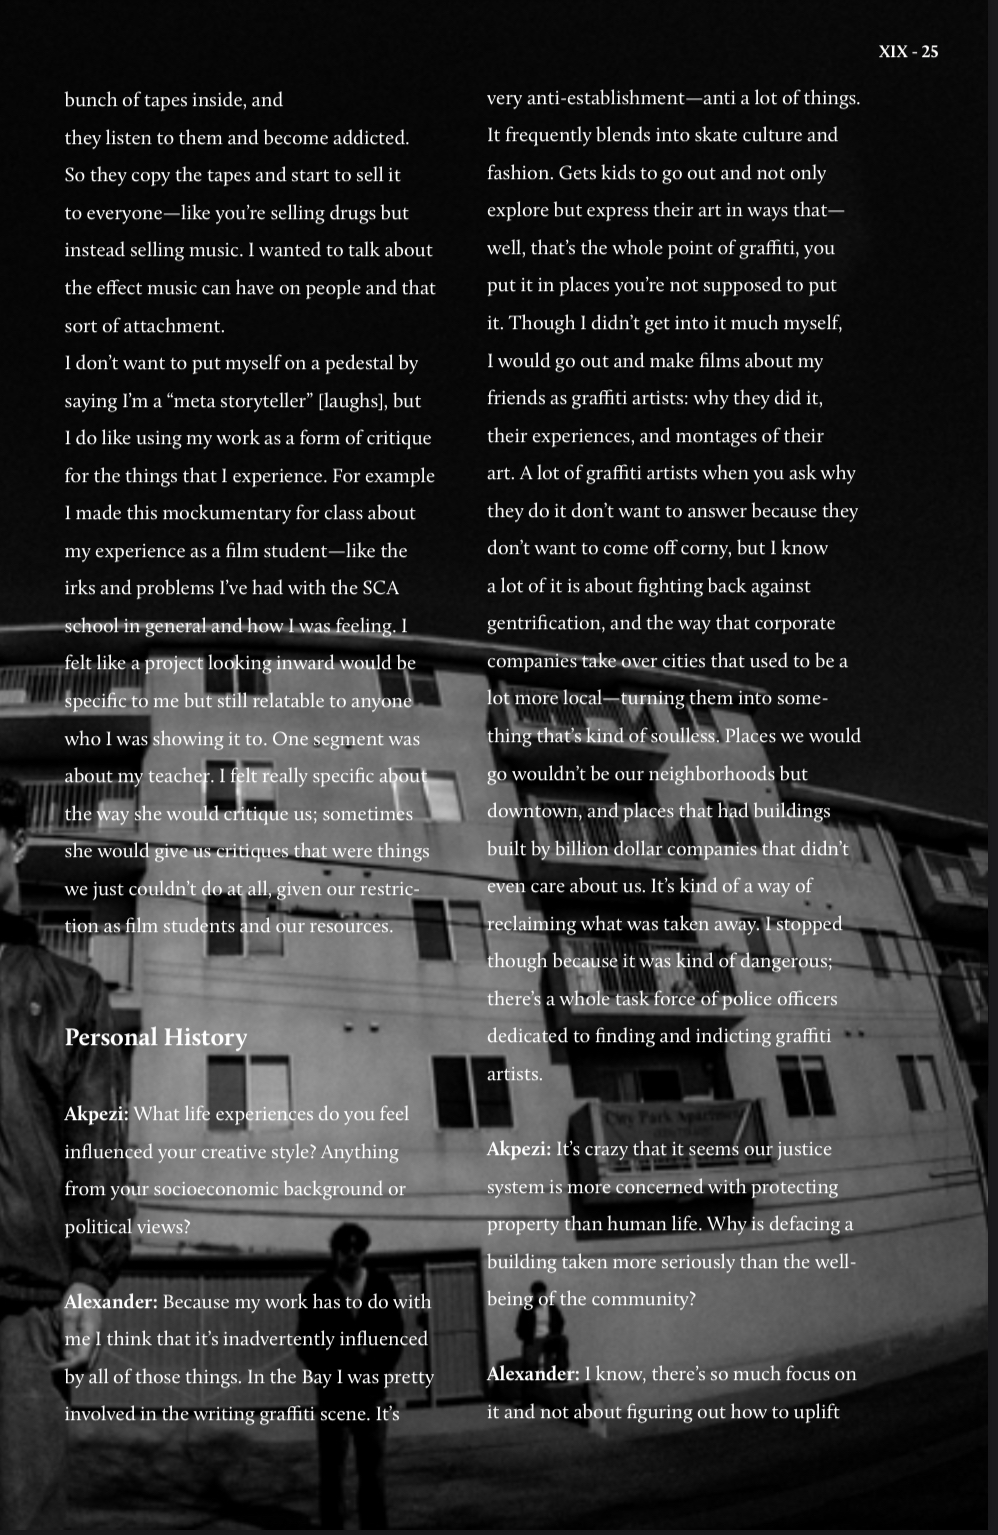 XIX - 25
bunch of tapes inside, and
they listen to them and become addicted.
So they copy the tapes and start to sell it
to everyone—like you’re selling drugs but
instead selling music. I wanted to talk about
the effect music can have on people and that
sort of attachment.
I don’t want to put myself on a pedestal by
saying I’m a “meta storyteller” [laughs], but
I do like using my work as a form of critique
for the things that I experience. For example
I made this mockumentary for class about
my experience as a film student—like the
irks and problems I’ve had with the SCA
school in general and how I was feeling. I
felt like a project looking inward would be
specific to me but still relatable to anyone
who I was showing it to. One segment was
about my teacher. I felt really specific about
the way she would critique us; sometimes
she would give us critiques that were things
we just couldn’t do at all, given our restric-
tion as film students and our resources.
Personal History
Akpezi: What life experiences do you feel
influenced your creative style? Anything
from your socioeconomic background or
political views?
Alexander: Because my work has to do with
me I think that it’s inadvertently influenced
by all of those things. In the Bay I was pretty
involved in the writing graffiti scene. It’s
very anti-establishment—anti a lot of things.
It frequently blends into skate culture and
fashion. Gets kids to go out and not only
explore but express their art in ways that—
well, that’s the whole point of graffiti, you
put it in places you’re not supposed to put
it. Though I didn’t get into it much myself,
I would go out and make films about my
friends as graffiti artists: why they did it,
their experiences, and montages of their
art. A lot of graffiti artists when you ask why
they do it don’t want to answer because they
don’t want to come off corny, but I know
a lot of it is about fighting back against
gentrification, and the way that corporate
companies take over cities that used to be a
lot more local—turning them into some-
thing that’s kind of soulless. Places we would
go wouldn’t be our neighborhoods but
downtown, and places that had buildings
built by billion dollar companies that didn’t
even care about us. It’s kind of a way of
reclaiming what was taken away. I stopped
though because it was kind of dangerous;
there’s a whole task force of police officers
dedicated to finding and indicting graffiti
artists.
City Park Apartments
Akpezi: It’s crazy that it seems our justice
system is more concerned with protecting
property than human life. Why is defacing a
building taken more seriously than the well-
being of the community?
Alexander: I know, there’s so much focus on
it and not about figuring out how to uplift